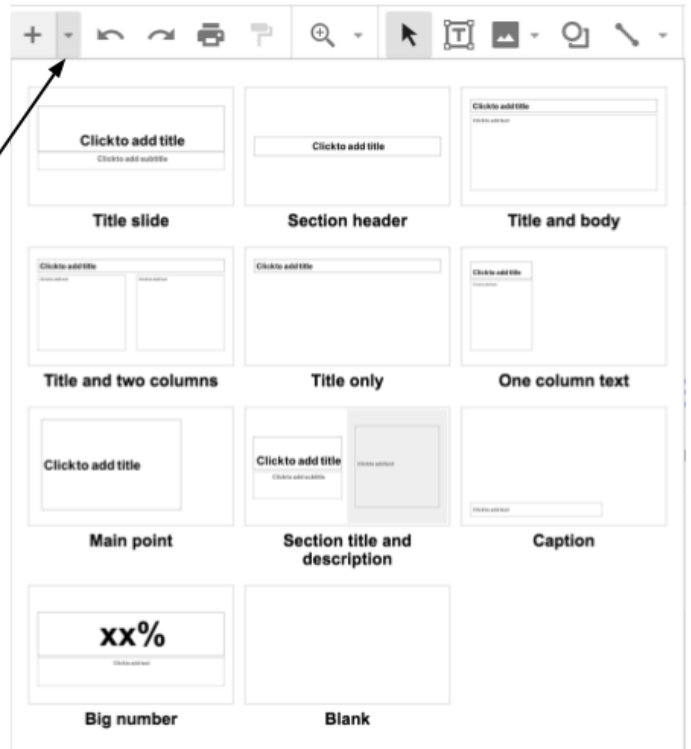 Clickto add title
Clickto add subtitle
Title slide
Clickto add title
Section header
Clickto add title
Clickto add text
Title and body
Clickto add title
Clickto add text
Clickto add text
Title and two columns
Clickto add title
Title only
Clickto add title
One column text
Clickto add title
Main point
Clickto add title
Clickto add subtitle
Clickto add text
Section title and
description
Clickto add text
Caption
xx%
Clickto add text
Big number
Blank